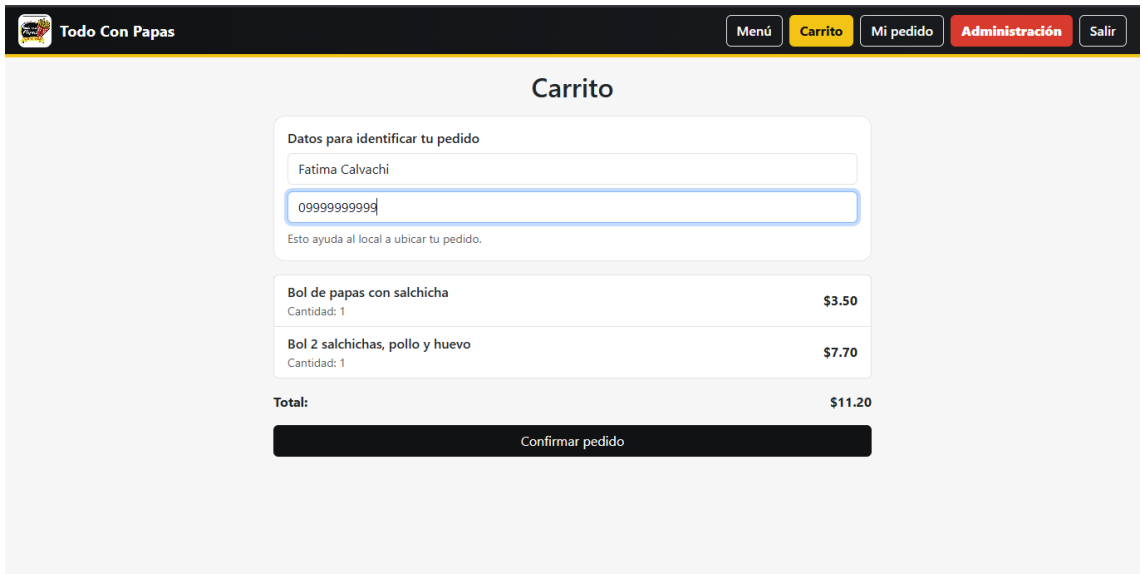 Todo Con Papas
Menú
Carrito
Mi pedido
Administración
Salir
Carrito
Datos para identificar tu pedido
Fatima Calvachi
09999999999
Esto ayuda al local a ubicar tu pedido.
Bol de papas con salchicha
$3.50
Cantidad: 1
Bol 2 salchichas, pollo y huevo
$7.70
Cantidad: 1
Total:
$11.20
Confirmar pedido